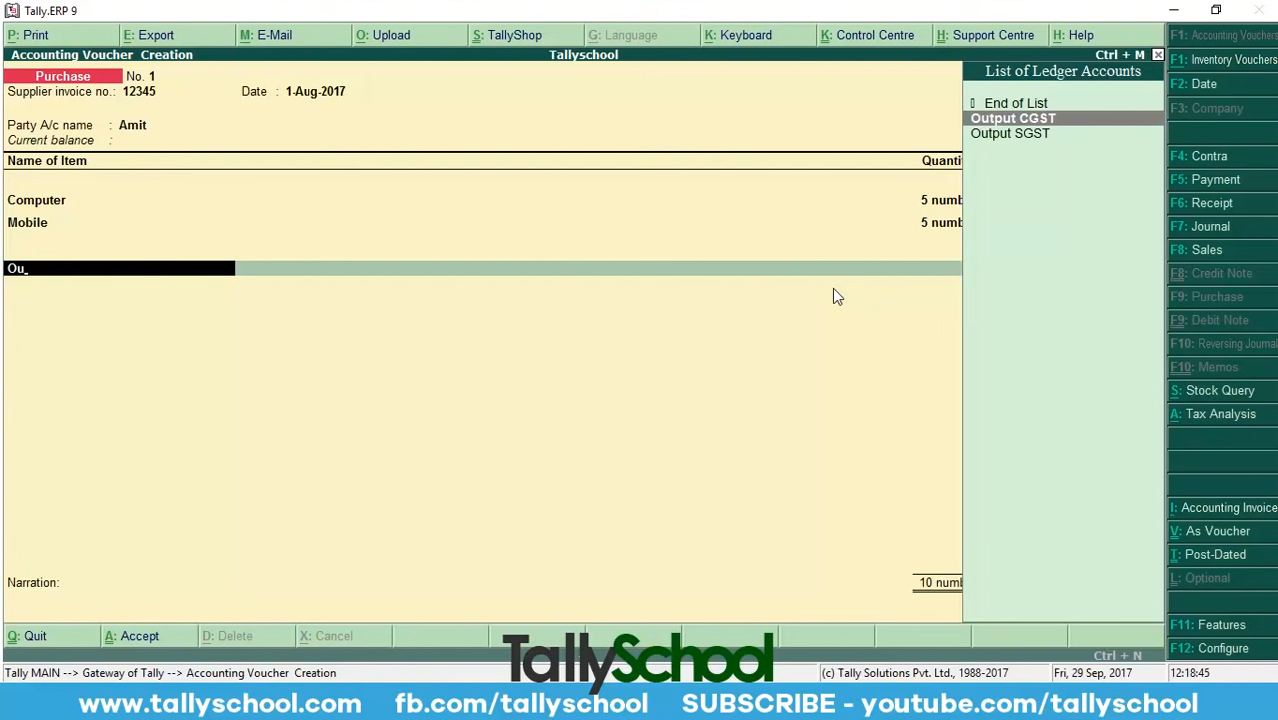 Tally.ERP 9
P: Print
E: Export
M: E-Mail
O: Upload
S: TallyShop
G: Language
K: Keyboard
K: Control Centre
H: Support Centre
H: Help
F1: Accounting Vouchers
Accounting Voucher Creation
Tallyschool
Ctrl + M
F1: Inventory Vouchers
Purchase No. 1
List of Ledger Accounts
Supplier invoice no.: 12345
Date : 1-Aug-2017
F2: Date
End of List
F3: Company
Output CGST
Party A/c name : Amit
Output SGST
Current balance :
F4: Contra
Name of Item
Quanti
F5: Payment
Computer
5 numb
F6: Receipt
Mobile
5 numb
F7: Journal
F8: Sales
Ou_
F8: Credit Note
F9: Purchase
F9: Debit Note
F10: Reversing Journal
F10: Memos
S: Stock Query
A: Tax Analysis
I: Accounting Invoice
V: As Voucher
T: Post-Dated
Narration:
10 numb
L: Optional
F11: Features
Q: Quit
A: Accept
D: Delete
X: Cancel
F12: Configure
TallySchool
Ctrl + N
Tally MAIN --> Gateway of Tally --> Accounting Voucher Creation
(c) Tally Solutions Pvt. Ltd., 1988-2017
Fri, 29 Sep, 2017
12:18:45
www.tallyschool.com
fb.com/tallyschool
SUBSCRIBE - youtube.com/tallyschool